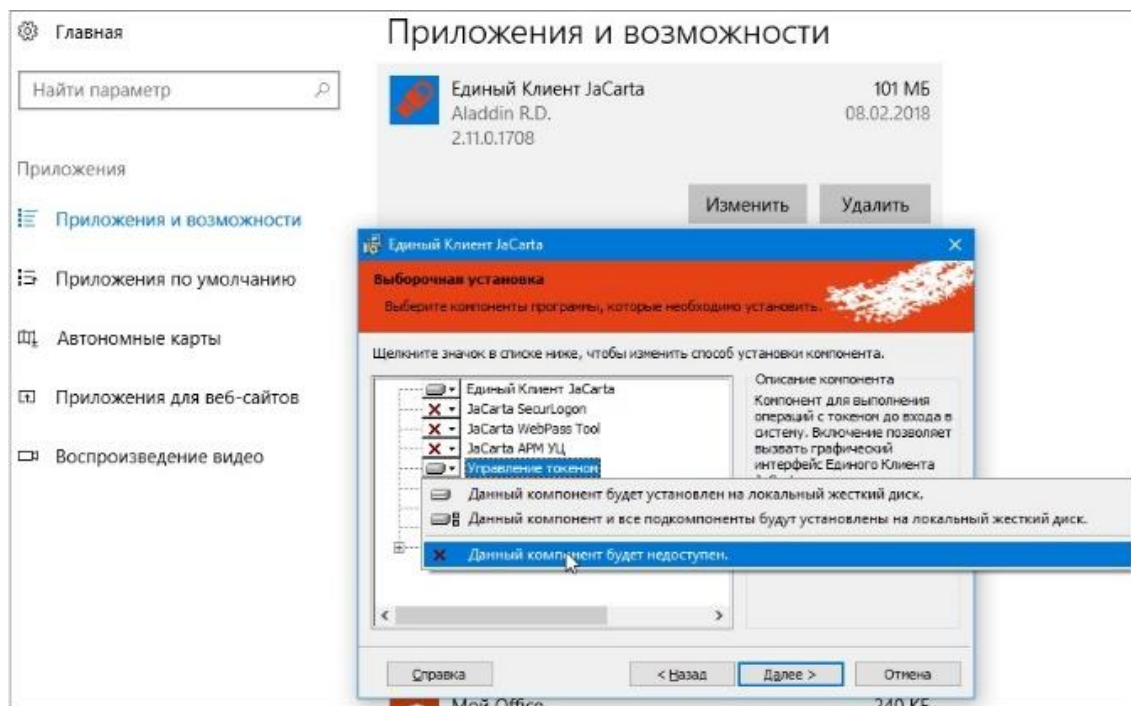 Главная
Найти параметр
Приложения
Приложения и возможности
Приложения по умолчанию
Автономные карты
Приложения для веб-сайтов
Воспроизведение видео
Приложения и возможности
Единый Клиент JaCarta
101 МБ
Aladdin R.D.
08.02.2018
2.11.0.1708
Изменить
Удалить
Единый Клиент JaCarta
Выборочная установка
Выберите компоненты программы, которые необходимо установить.
Щелкните значок в списке ниже, чтобы изменить способ установки компонента.
Единый Клиент JaCarta
JaCarta SecurLogon
JaCarta WebPass Tool
JaCarta АРМ УЦ
Управление токеном
Описание компонента
Компонент для выполнения
операций с токеном до входа в
систему. Включение позволяет
вызвать графический
интерфейс Единого Клиента
Данный компонент будет установлен на локальный жесткий диск.
Данный компонент и все подкомпоненты будут установлены на локальный жесткий диск.
Данный компонент будет недоступен.
Справка
< Назад
Далее >
Отмена
Мой Office
240 КБ